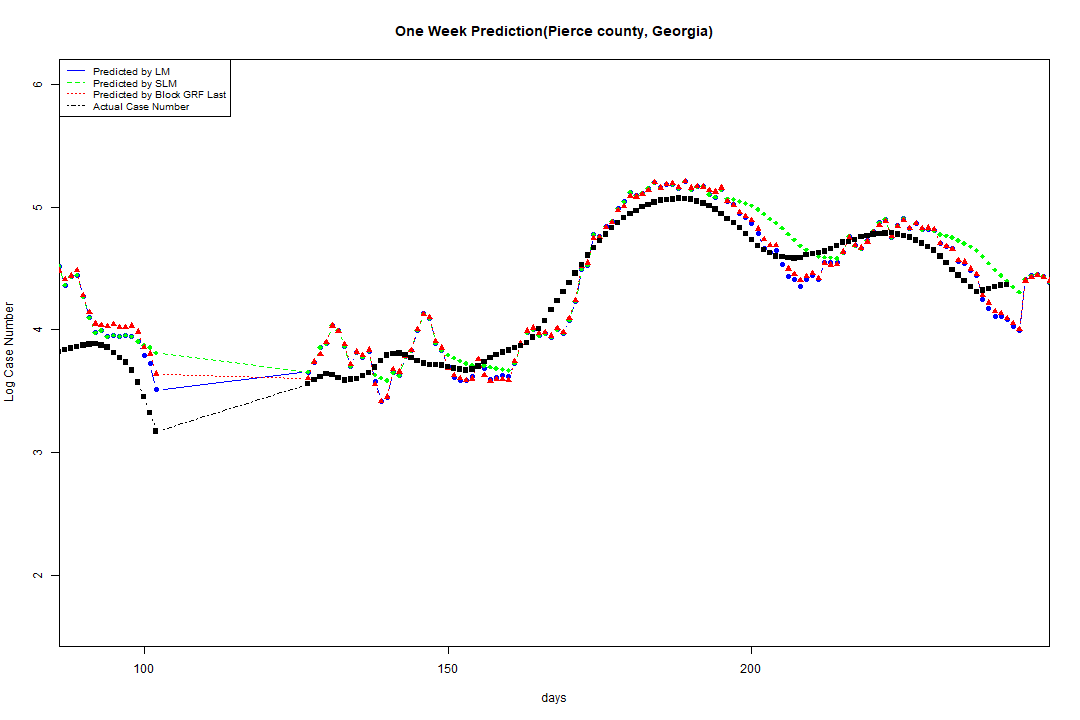 One Week Prediction(Pierce county, Georgia)
Predicted by LM
Predicted by SLM
Predicted by Block GRF Last
Actual Case Number
6
5
4
3
2
Log Case Number
100
150
200
days